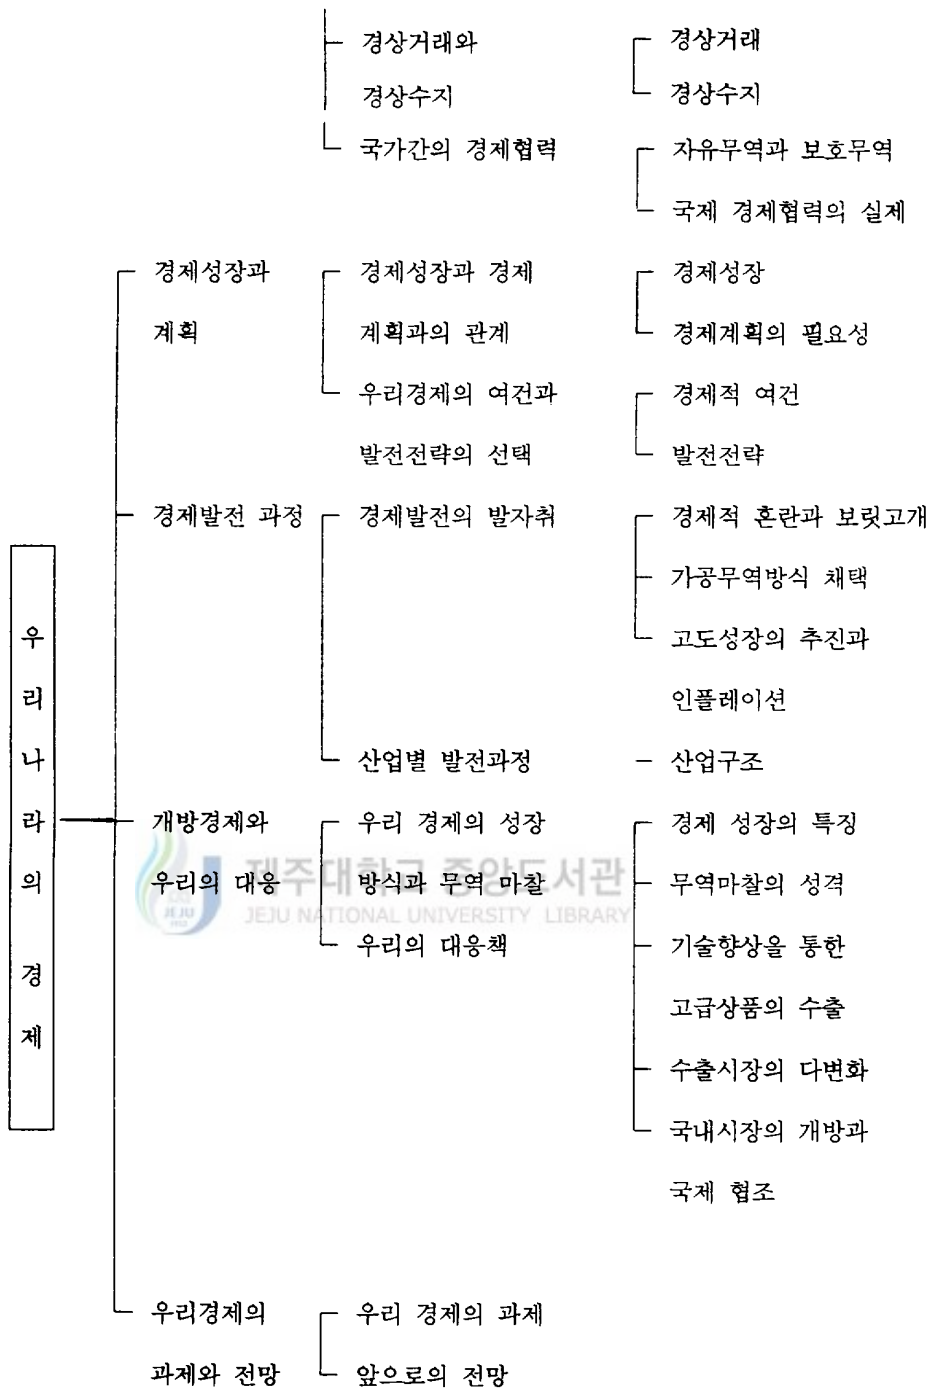 경상거래와 경상거래
경상수지 경상수지
국가간의 경제협력 자유무역과 보호무역
국제 경제협력의 실제
경제성장과 경제성장과 경제 경제성장
계획 계획과의 관계 경제계획의 필요성
우리경제의 여건과 경제적 여건
발전전략의 선택 발전전략
경제발전 과정 경제발전의 발자취 경제적 혼란과 보릿고개
가공무역방식 채택
고도성장의 추진과
인플레이션
산업별 발전과정 산업구조
우리나라의 경제
개방경제와 우리 경제의 성장 경제 성장의 특징
우리의 대응 방식과 무역 마찰 무역마찰의 성격
제주대학교 중앙도서관
JEJU NATIONAL UNIVERSITY LIBRARY
JEJU
우리의 대응책 기술향상을 통한
고급상품의 수출
수출시장의 다변화
국내시장의 개방과
국제 협조
우리경제의 우리 경제의 과제
과제와 전망 앞으로의 전망